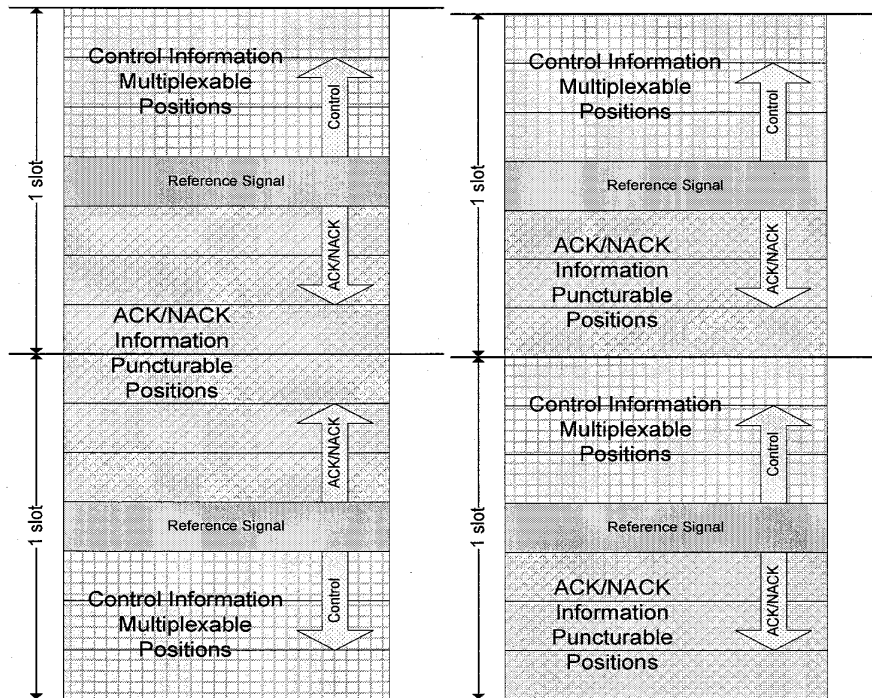 Control Information
Multiplexable
Positions
Control
1 slot
Reference Signal
ACK/NACK
ACK/NACK
Information
Puncturable
Positions
ACK/NACK
1 slot
Reference Signal
Control Information
Multiplexable
Positions
Control
Control Information
Multiplexable
Positions
Control
1 slot
Reference Signal
ACK/NACK
Information
Puncturable
Positions
ACK/NACK
Control Information
Multiplexable
Positions
Control
1 slot
Reference Signal
ACK/NACK
Information
Puncturable
Positions
ACK/NACK